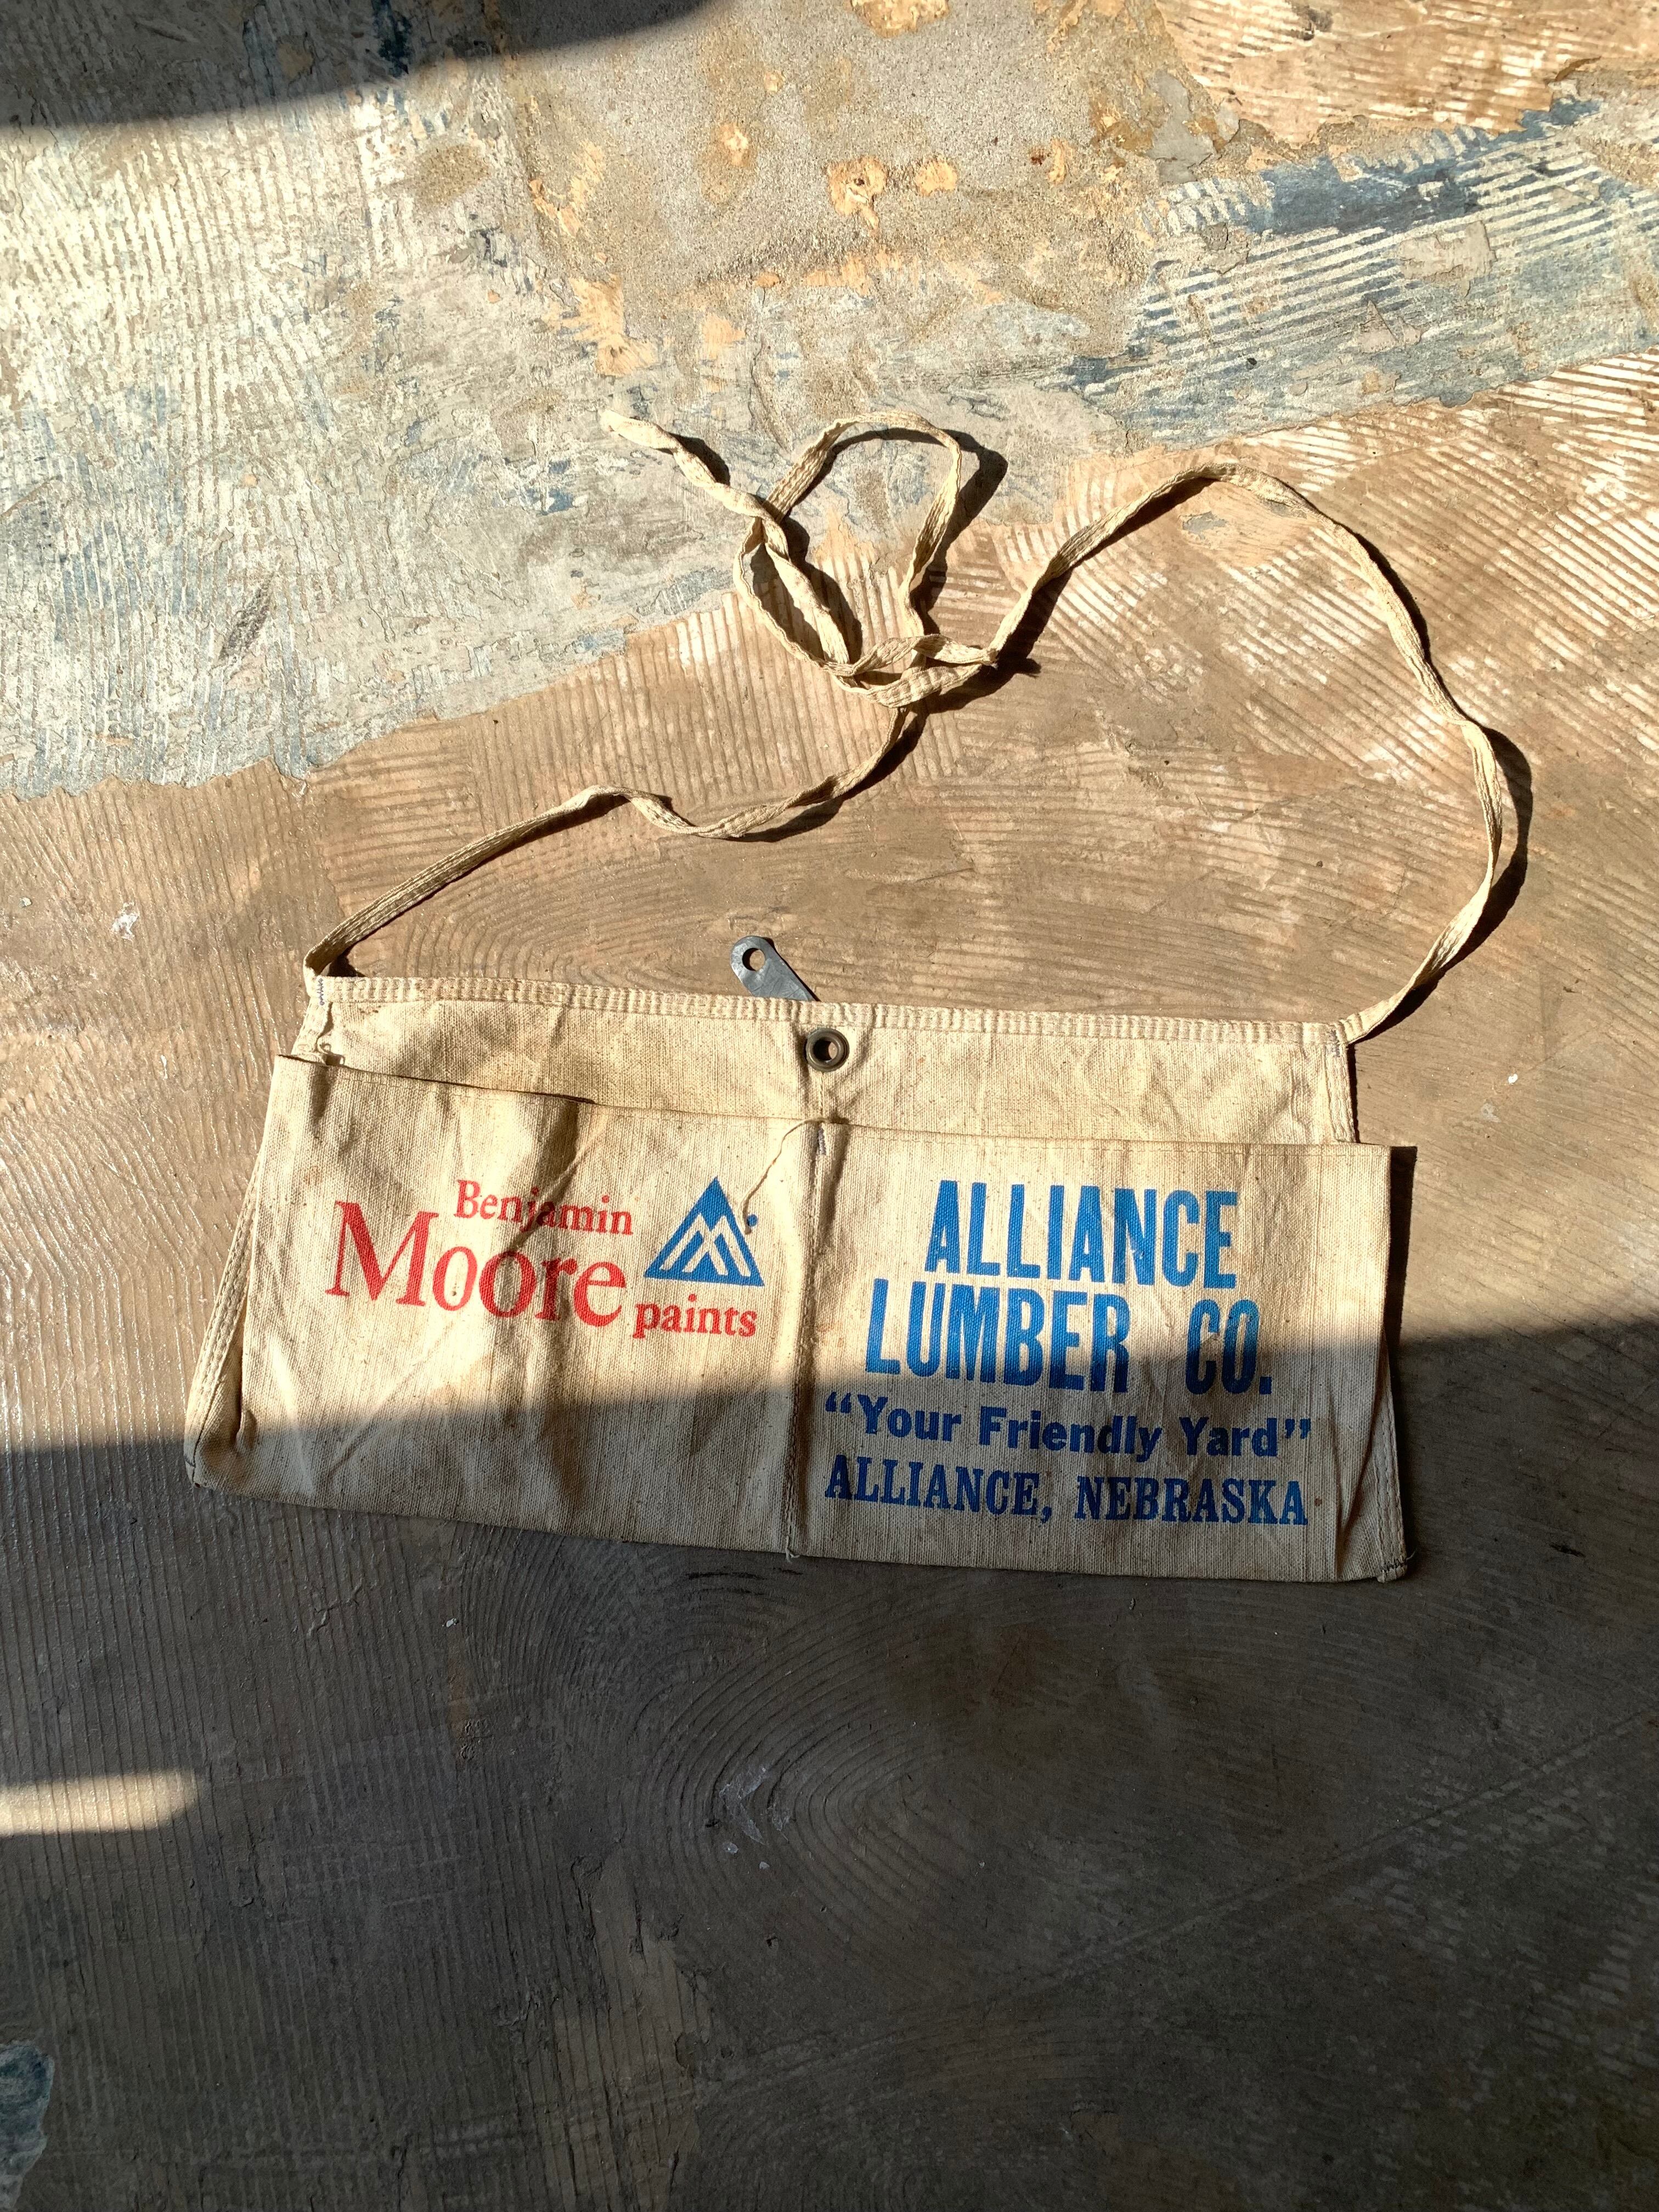 Benjamin
Moore
paints
ALLIANCE
LUMBER CO.
“Your Friendly Yard”
ALLIANCE, NEBRASKA